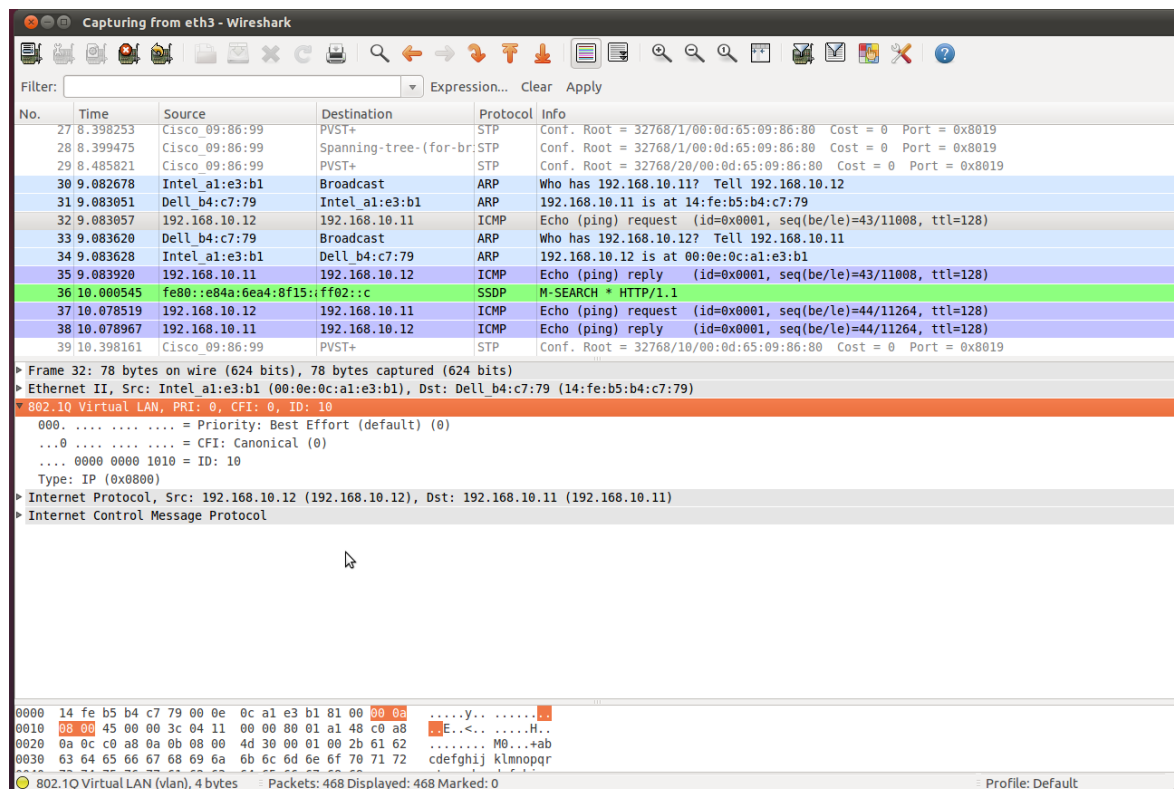 Capturing from eth3 - Wireshark
Filter: Expression... Clear Apply
No. Time Source Destination Protocol Info
27 8.398253 Cisco_09:86:99 PVST+ STP Conf. Root = 32768/1/00:0d:65:09:86:80 Cost = 0 Port = 0x8019
28 8.399475 Cisco_09:86:99 Spanning-tree-(for-br: STP Conf. Root = 32768/1/00:0d:65:09:86:80 Cost = 0 Port = 0x8019
29 8.485821 Cisco_09:86:99 PVST+ STP Conf. Root = 32768/20/00:0d:65:09:86:80 Cost = 0 Port = 0x8019
30 9.082678 Intel_a1:e3:b1 Broadcast ARP Who has 192.168.10.11? Tell 192.168.10.12
31 9.083051 Dell_b4:c7:79 Intel_a1:e3:b1 ARP 192.168.10.11 is at 14:fe:b5:b4:c7:79
32 9.083057 192.168.10.12 192.168.10.11 ICMP Echo (ping) request (id=0x0001, seq(be/le)=43/11008, ttl=128)
33 9.083620 Dell_b4:c7:79 Broadcast ARP Who has 192.168.10.12? Tell 192.168.10.11
34 9.083628 Intel_a1:e3:b1 Dell_b4:c7:79 ARP 192.168.10.12 is at 00:0e:0c:a1:e3:b1
35 9.083920 192.168.10.11 192.168.10.12 ICMP Echo (ping) reply (id=0x0001, seq(be/le)=43/11008, ttl=128)
36 10.000545 fe80::e84a:6ea4:8f15: ff02::c SSDP M-SEARCH * HTTP/1.1
37 10.078519 192.168.10.12 192.168.10.11 ICMP Echo (ping) request (id=0x0001, seq(be/le)=44/11264, ttl=128)
38 10.078967 192.168.10.11 192.168.10.12 ICMP Echo (ping) reply (id=0x0001, seq(be/le)=44/11264, ttl=128)
39 10.398161 Cisco_09:86:99 PVST+ STP Conf. Root = 32768/10/00:0d:65:09:86:80 Cost = 0 Port = 0x8019
Frame 32: 78 bytes on wire (624 bits), 78 bytes captured (624 bits)
Ethernet II, Src: Intel_a1:e3:b1 (00:0e:0c:a1:e3:b1), Dst: Dell_b4:c7:79 (14:fe:b5:b4:c7:79)
802.1Q Virtual LAN, PRI: 0, CFI: 0, ID: 10
000. .... .... .... = Priority: Best Effort (default) (0)
...0 .... .... .... = CFI: Canonical (0)
.... 0000 0000 1010 = ID: 10
Type: IP (0x0800)
Internet Protocol, Src: 192.168.10.12 (192.168.10.12), Dst: 192.168.10.11 (192.168.10.11)
Internet Control Message Protocol
0000 14 fe b5 b4 c7 79 00 0e 0c a1 e3 b1 81 00 00 0a .....y.. ........
0010 08 00 45 00 00 3c 04 11 00 00 80 01 a1 48 c0 a8 ..E..<.. .....H..
0020 0a 0c c0 a8 0a 0b 08 00 4d 30 00 01 00 2b 61 62 ........ M0...+ab
0030 63 64 65 66 67 68 69 6a 6b 6c 6d 6e 6f 70 71 72 cdefghij klmnopqr
802.1Q Virtual LAN (vlan), 4 bytes Packets: 468 Displayed: 468 Marked: 0 Profile: Default